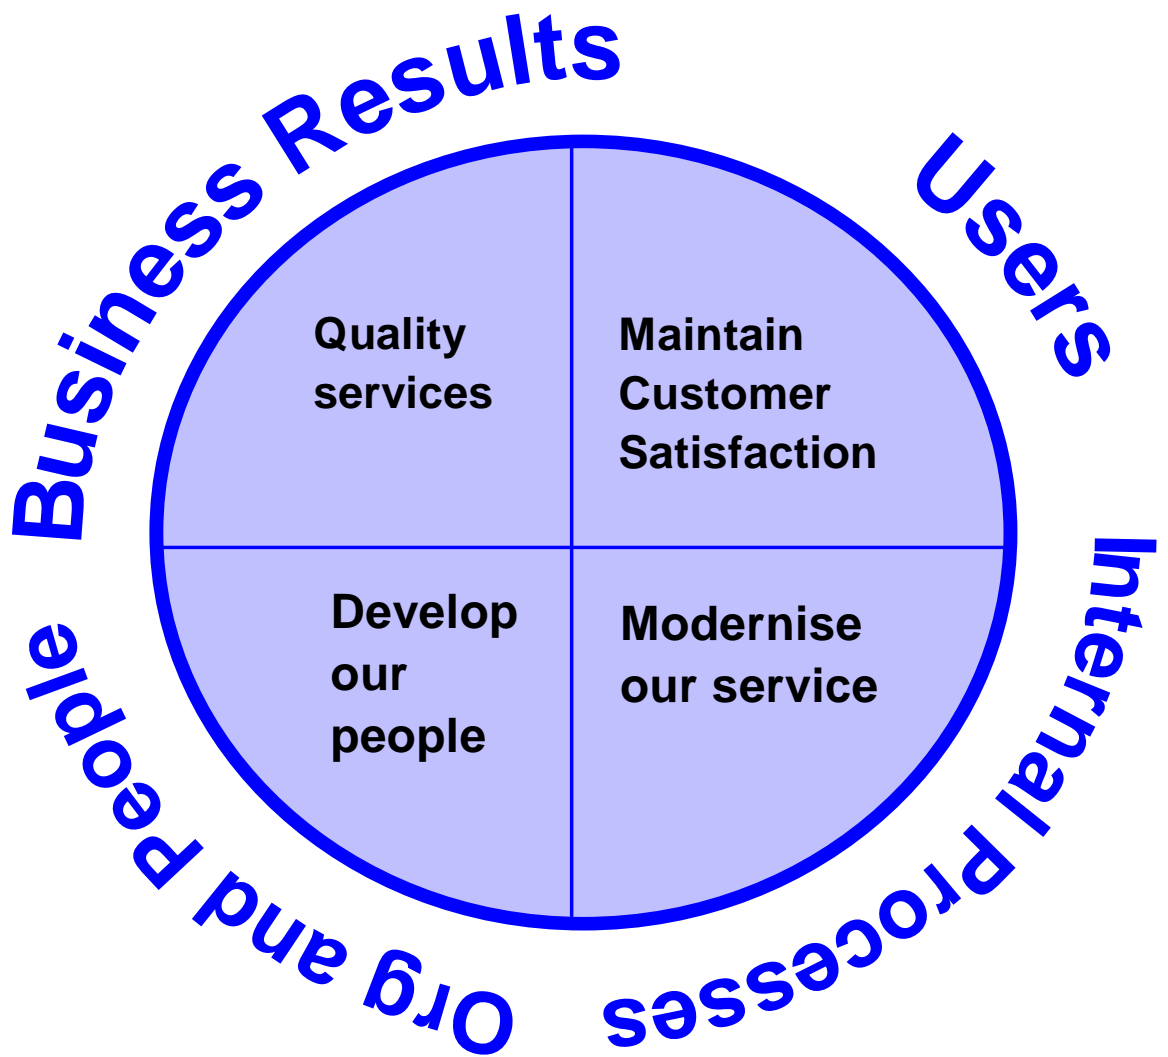 Business Results
Users
Quality
services
Maintain
Customer
Satisfaction
Develop
our
people
Modernise
our service
Org and People
Internal Processes